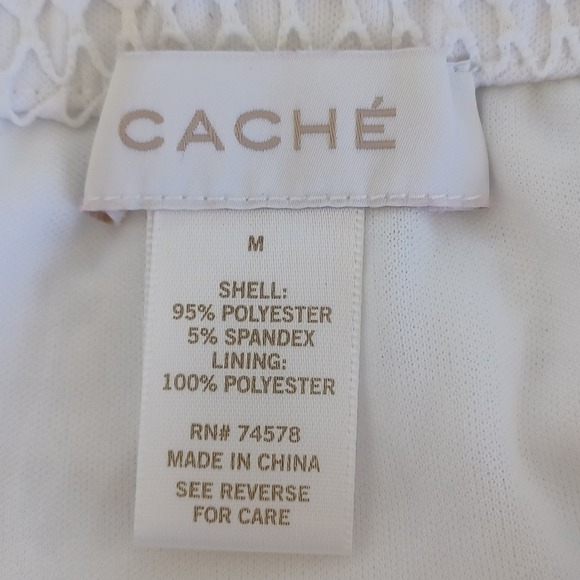 CACHÉ
M
SHELL:
95% POLYESTER
5% SPANDEX
LINING:
100% POLYESTER
RN# 74578
MADE IN CHINA
SEE REVERSE
FOR CARE